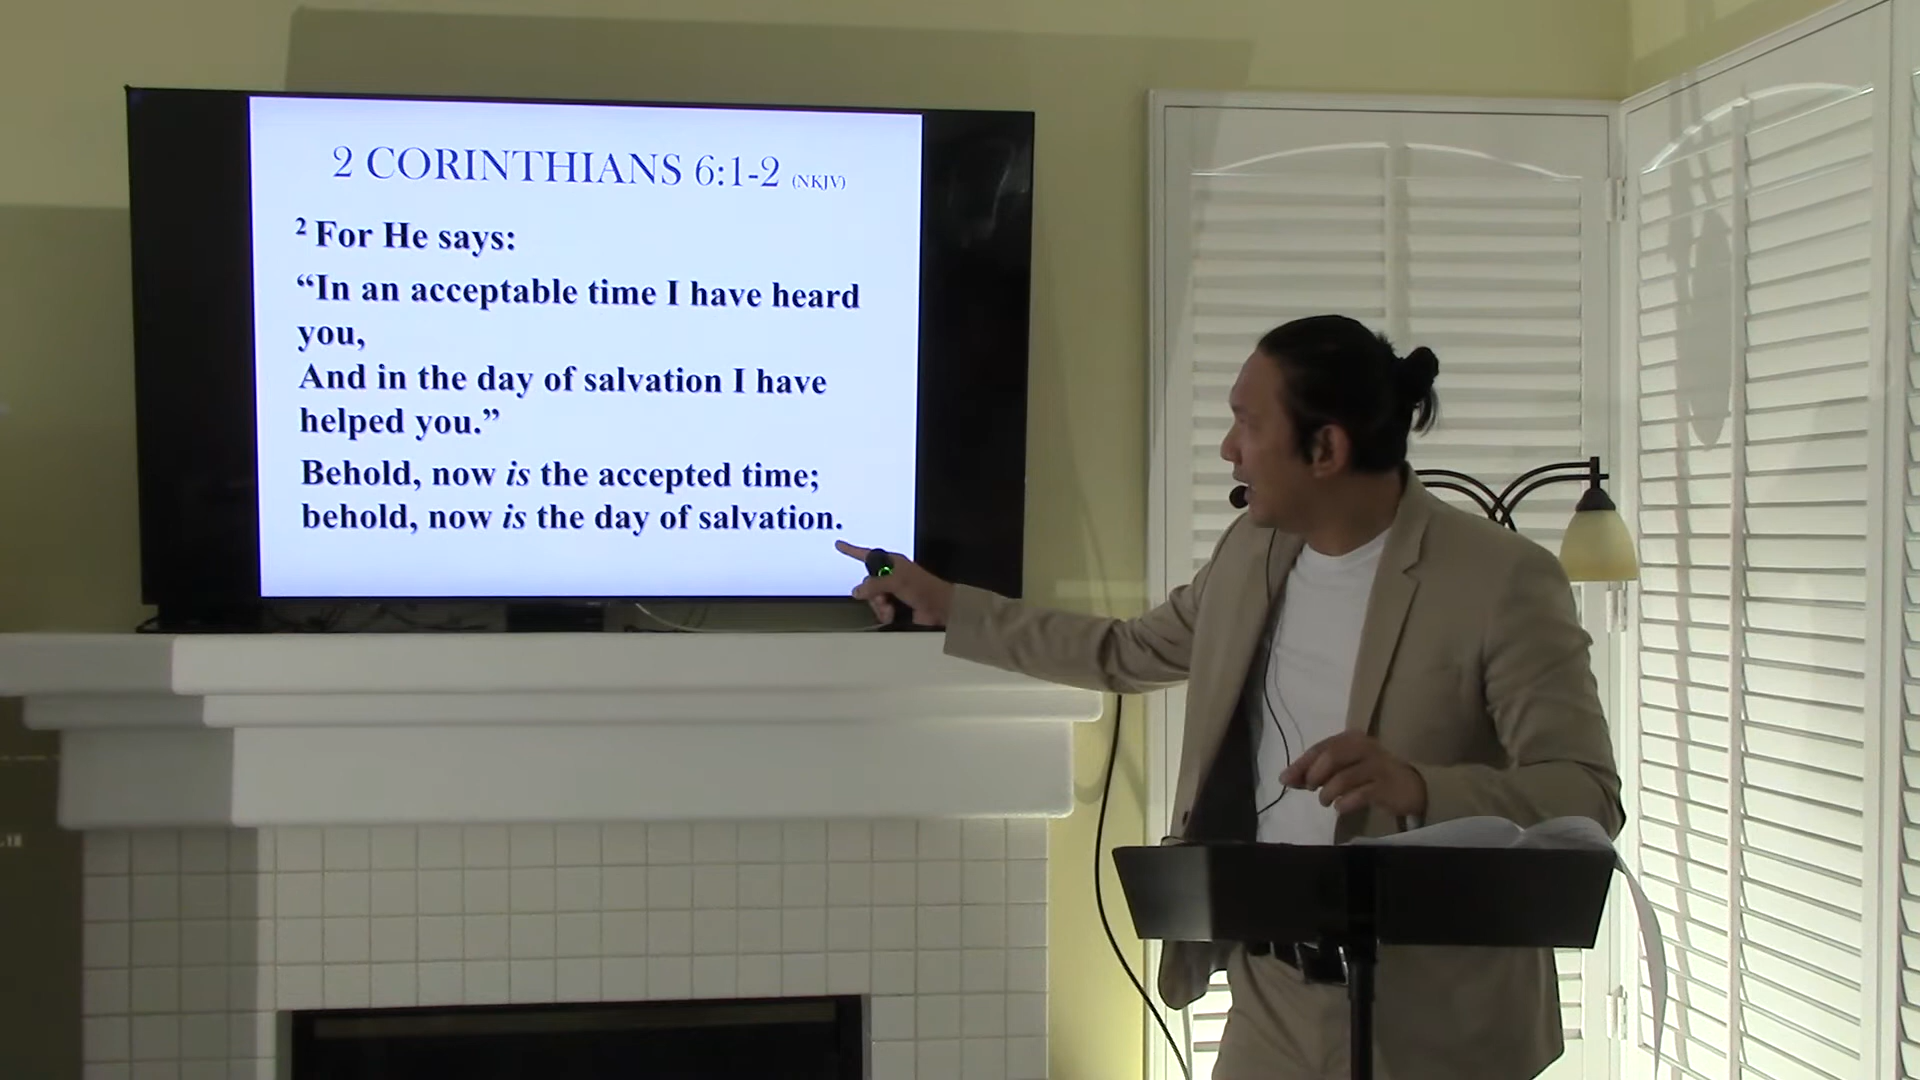 2 CORINTHIANS 6:1-2 (NKJV)
2 For He says:
“In an acceptable time I have heard
you,
And in the day of salvation I have
helped you.”
Behold, now is the accepted time;
behold, now is the day of salvation.